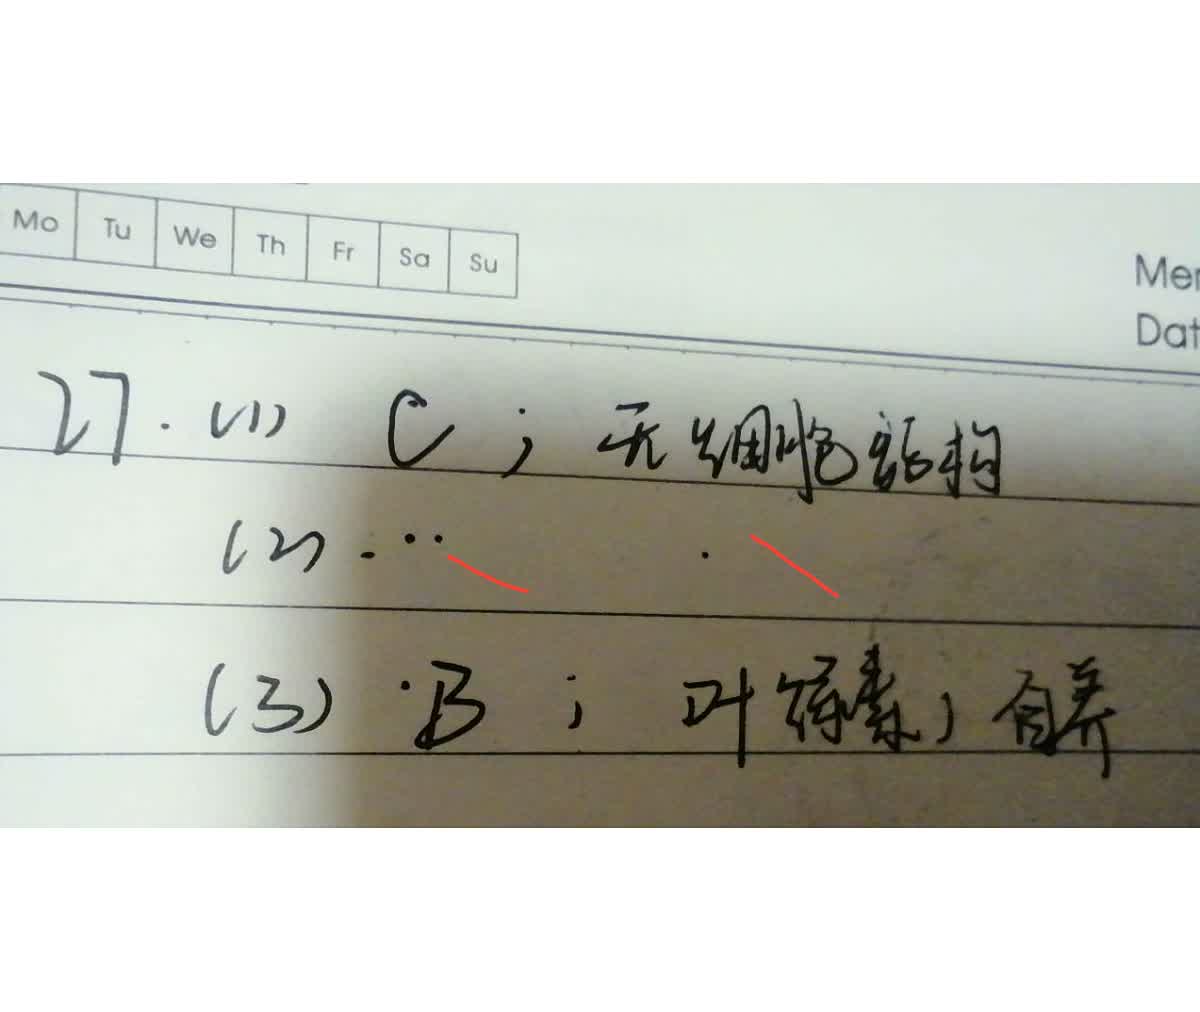 Mo Tu We Th Fr Sa Su
Mem
Dat
27. (1) C; 无细胞结构
(2) . ..  .
(3) B; 叶绿素, 自养